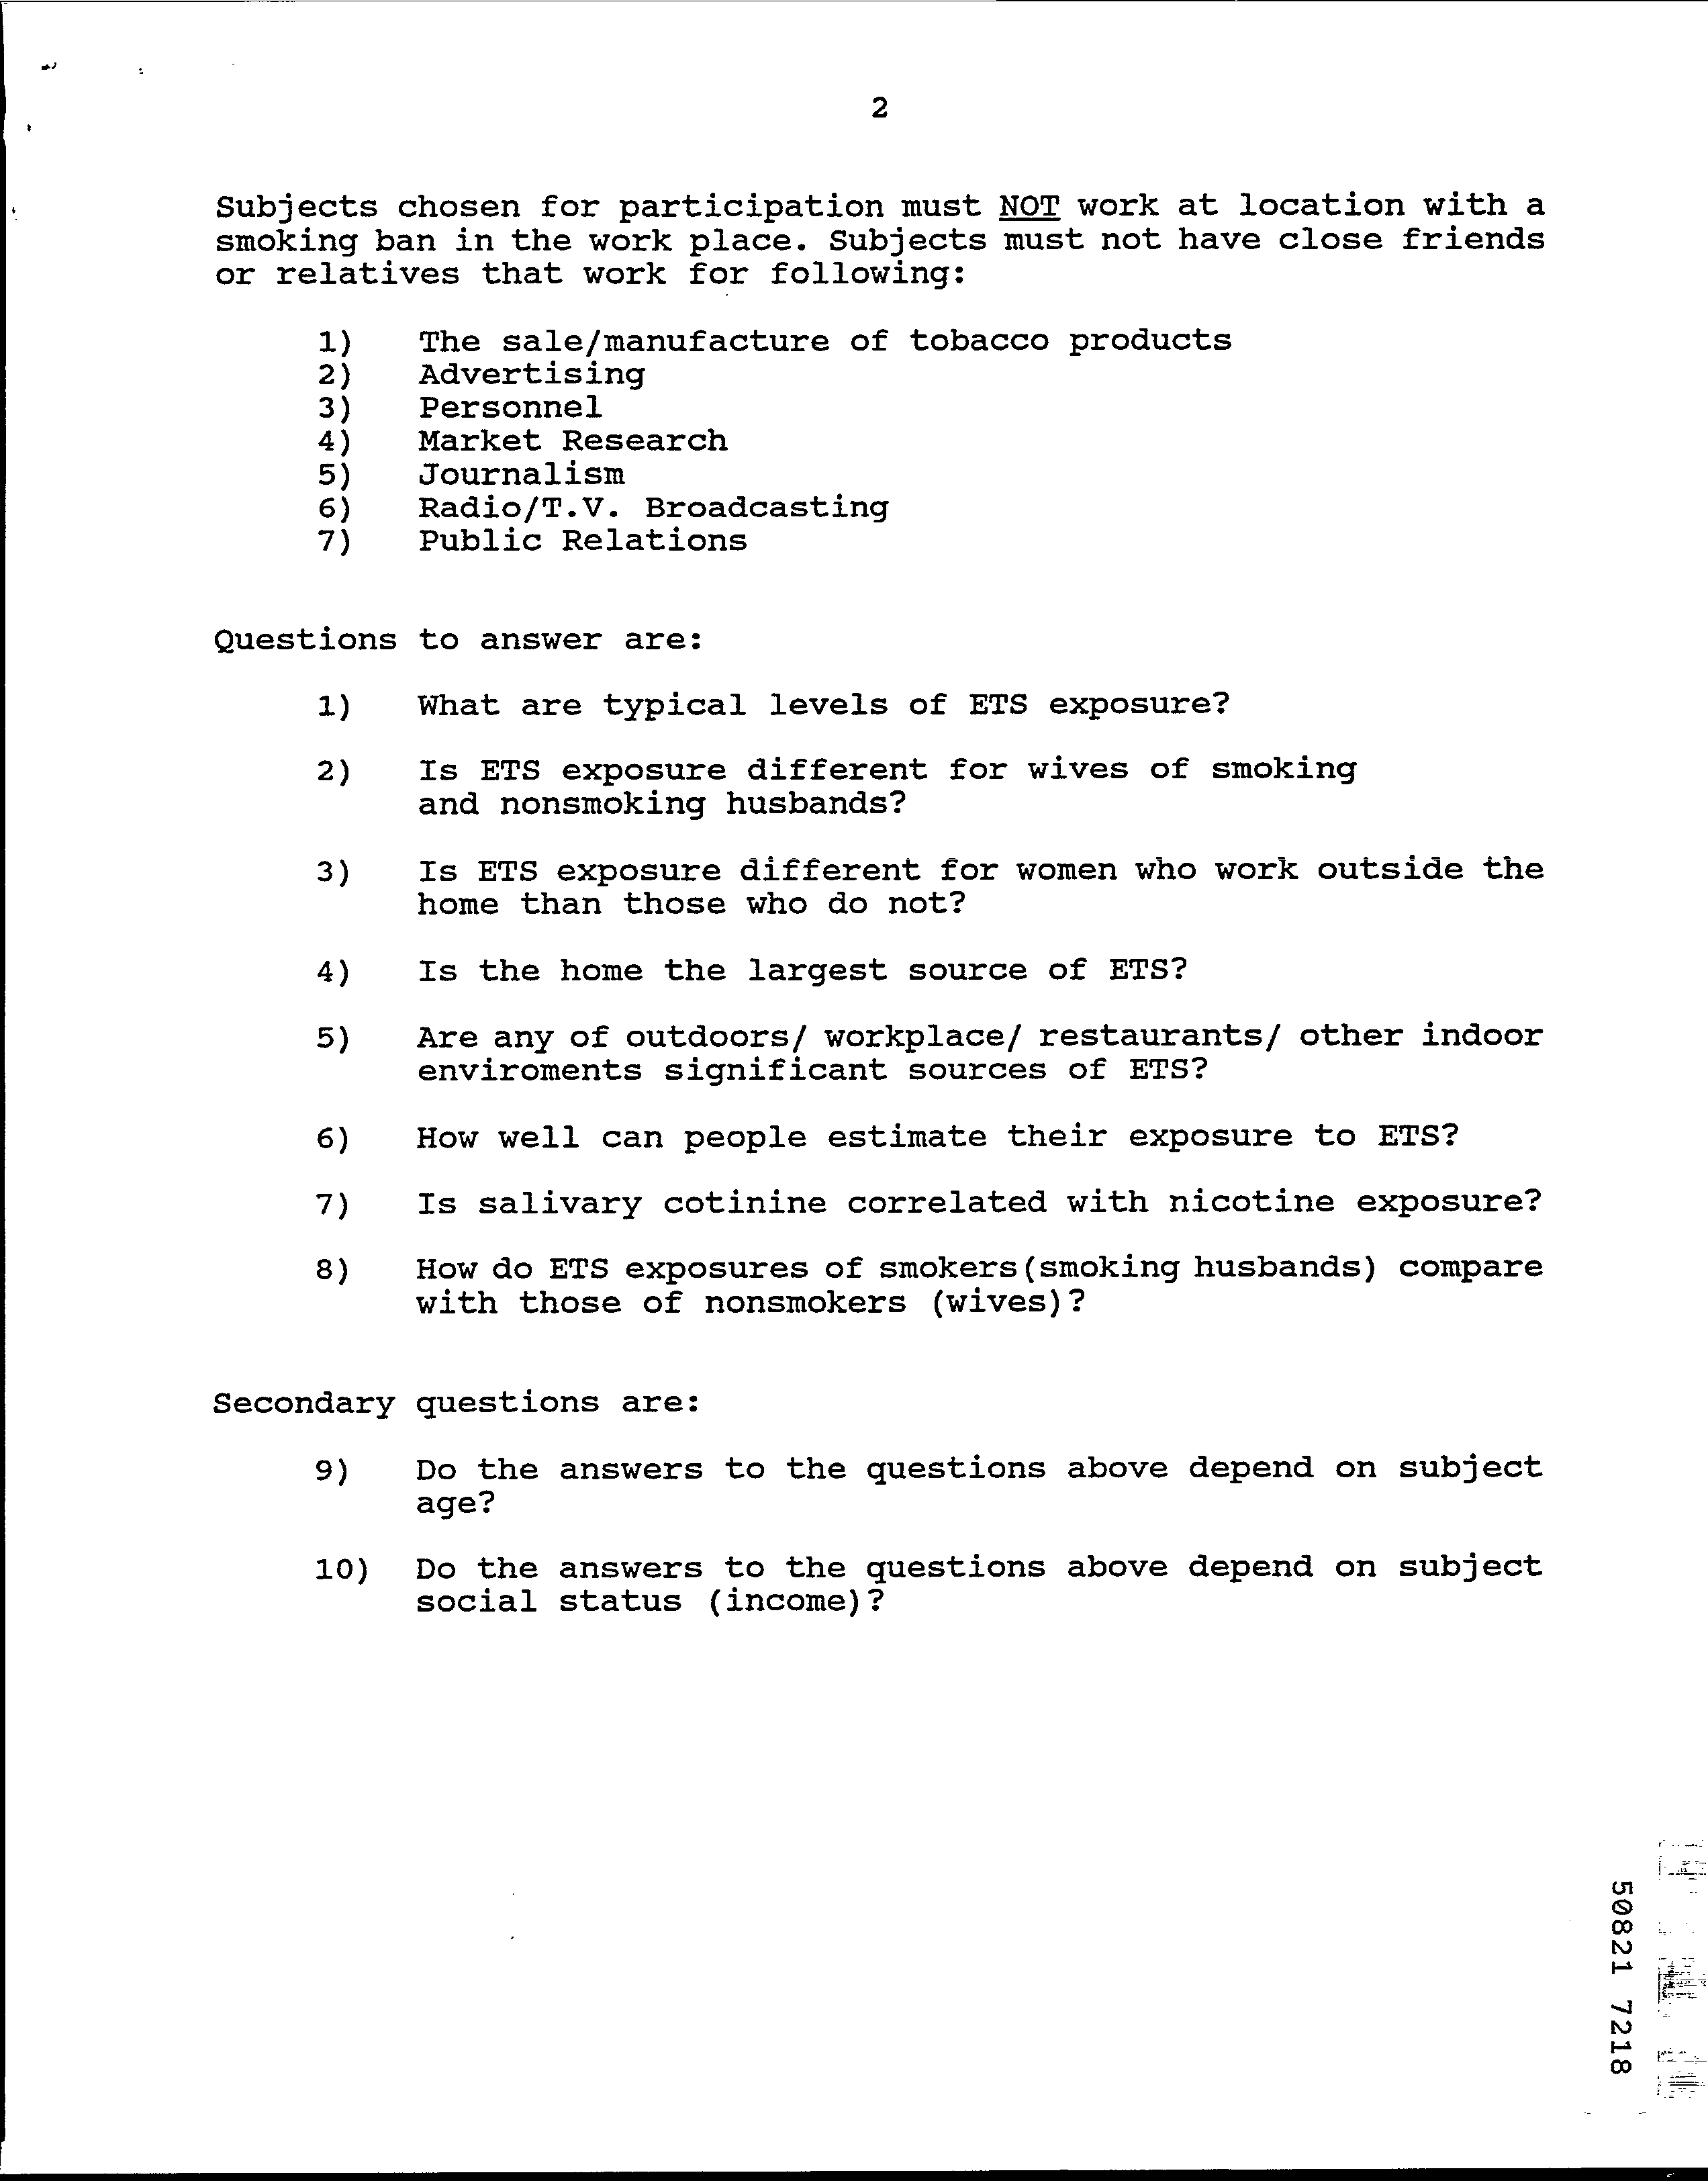 2
Subjects chosen for participation must NOT work at location with a
smoking ban in the work place. Subjects must not have close friends
or relatives that work for following:
1) The sale/manufacture of tobacco products
2) Advertising
3) Personnel
4) Market Research
5) Journalism
6) Radio/T.V. Broadcasting
7) Public Relations
Questions to answer are:
1) What are typical levels of ETS exposure?
2) Is ETS exposure different for wives of smoking
and nonsmoking husbands?
3) Is ETS exposure different for women who work outside the
home than those who do not?
4) Is the home the largest source of ETS?
5) Are any of outdoors/ workplace/ restaurants/ other indoor
enviroments significant sources of ETS?
6) How well can people estimate their exposure to ETS?
7) Is salivary cotinine correlated with nicotine exposure?
8) How do ETS exposures of smokers(smoking husbands) compare
with those of nonsmokers (wives)?
Secondary questions are:
9) Do the answers to the questions above depend on subject
age?
10) Do the answers to the questions above depend on subject
social status (income)?
50821 7218